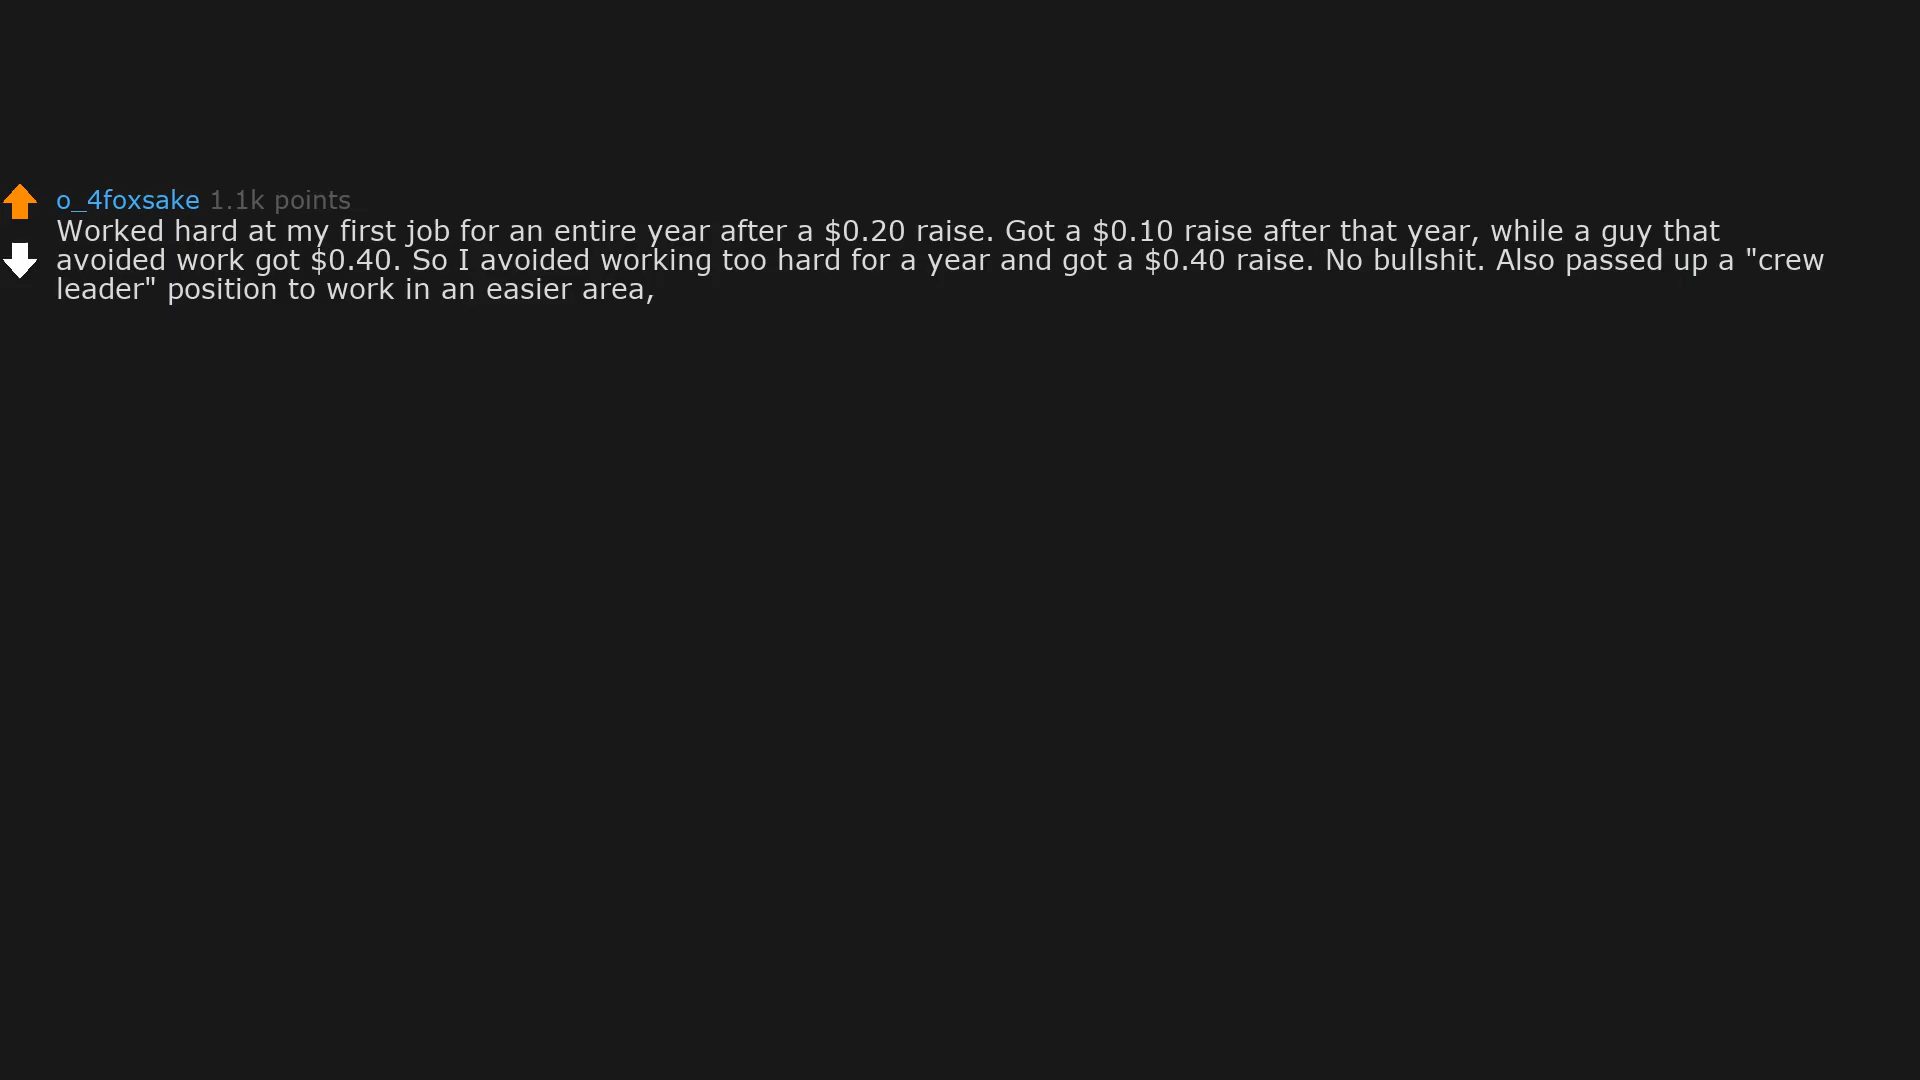 o_4foxsake 1.1k points
Worked hard at my first job for an entire year after a $0.20 raise. Got a $0.10 raise after that year, while a guy that
avoided work got $0.40. So I avoided working too hard for a year and got a $0.40 raise. No bullshit. Also passed up a "crew
leader" position to work in an easier area,